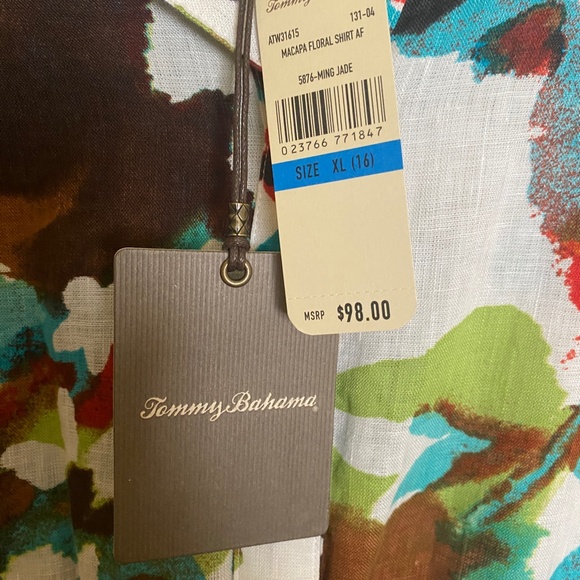 Tommy
ATW31615 131-04
MACAPA FLORAL SHIRT AF
5876-MING JADE
0 23766 771847
SIZE XL (16)
MSRP $98.00
Tommy Bahama®